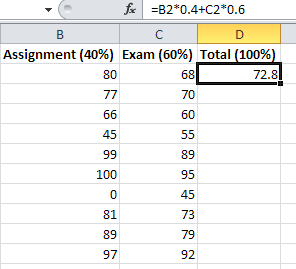 fx =B2*0.4+C2*0.6
B C D
Assignment (40%) Exam (60%) Total (100%)
80 68 72.8
77 70
66 60
45 55
99 89
100 95
0 45
81 73
89 79
97 92